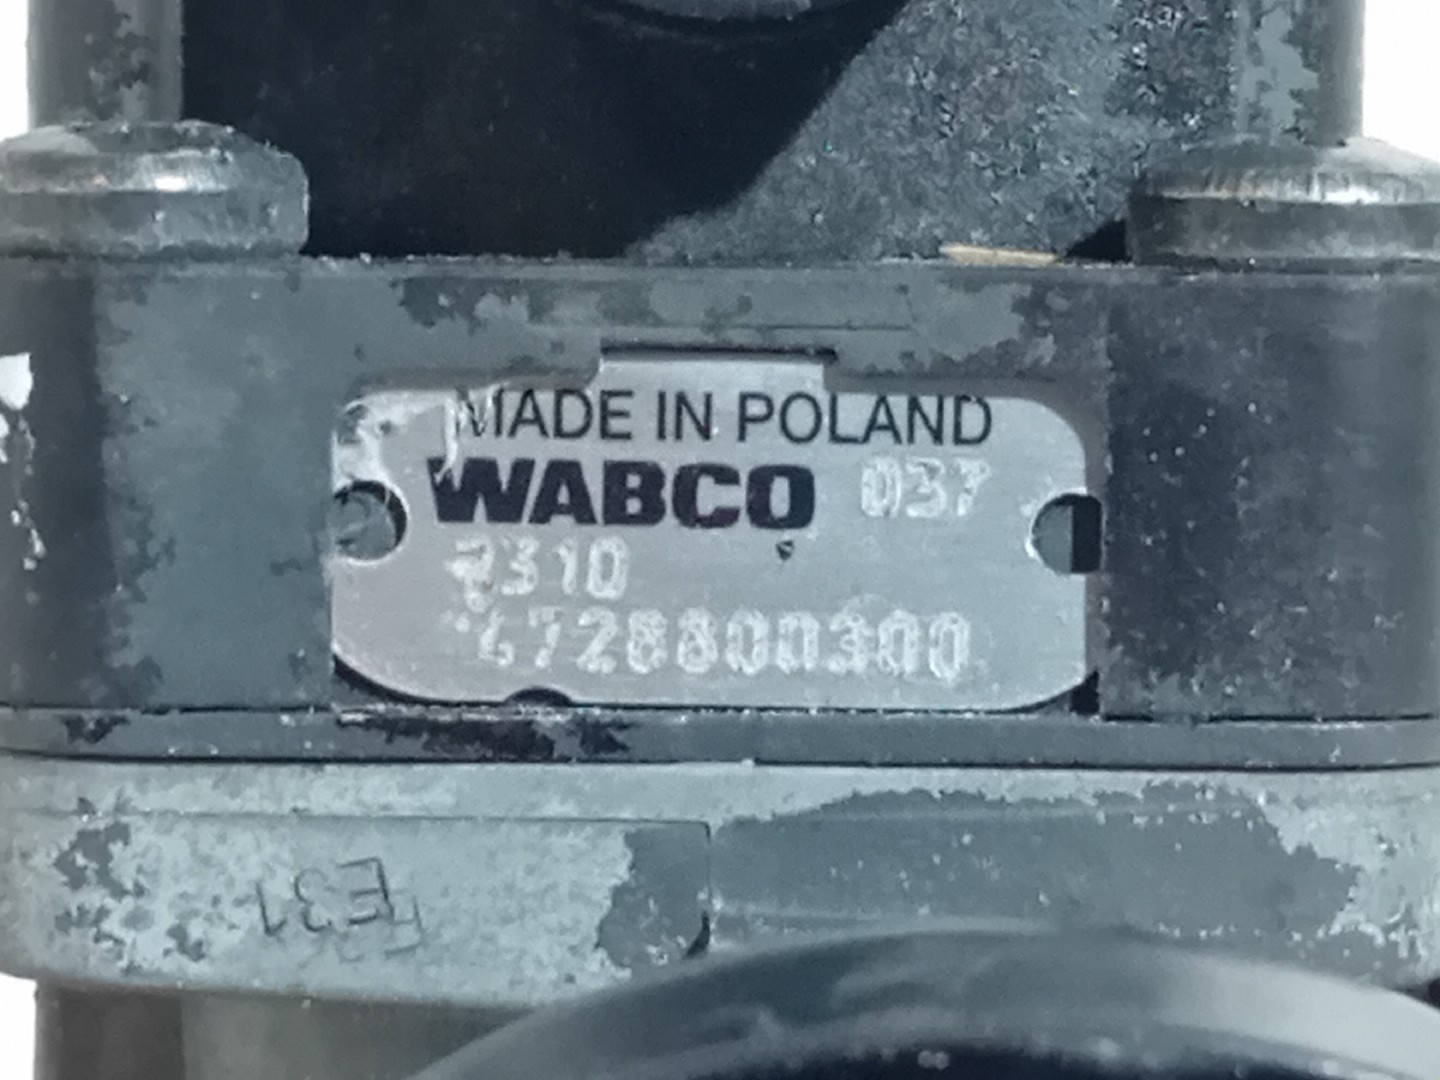 MADE IN POLAND
WABCO 037
2310
4728800300
E31